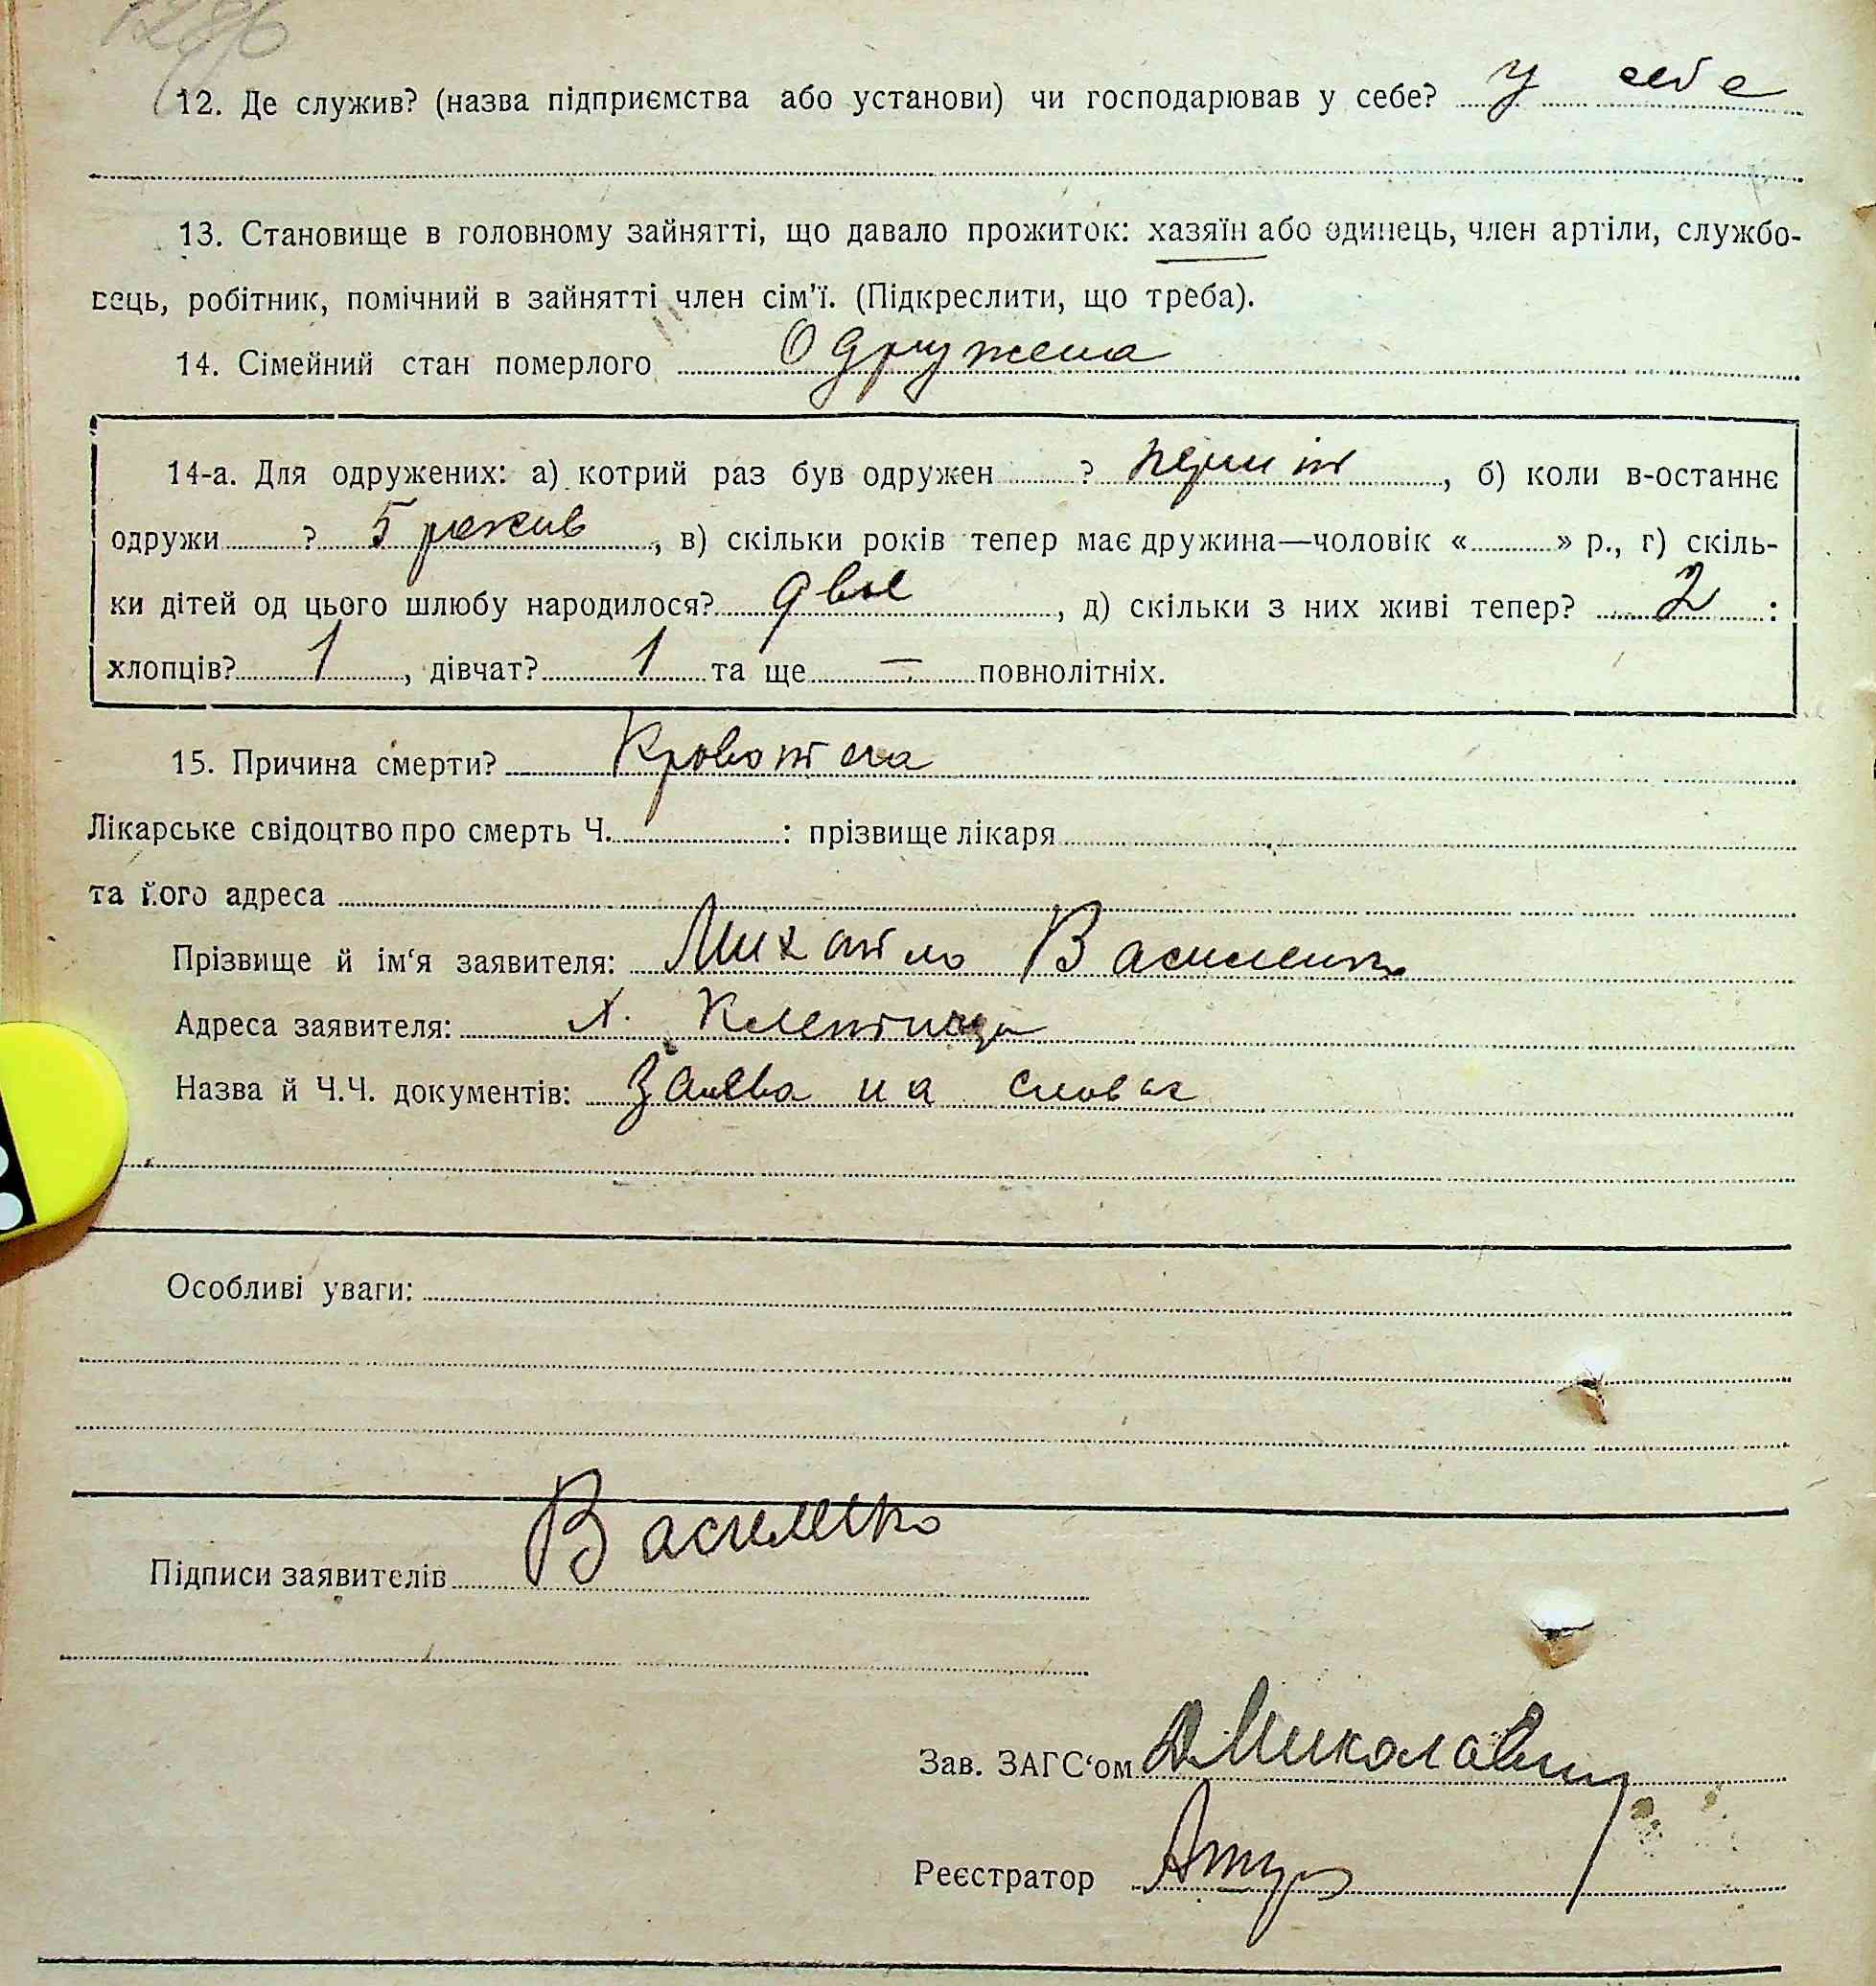 1286
12. Де служив? (назва підприємства або установи) чи господарював у себе? у себе
13. Становище в головному зайнятті, що давало прожиток: хазяїн або одинець, член артіли, службо-
вець, робітник, помічний в зайнятті член сім'ї. (Підкреслити, що треба).
14. Сімейний стан померлого Одружена
14-а. Для одружених: а) котрий раз був одружен ? перший, б) коли в-останнє
одружи ? 5 рокив, в) скільки років тепер має дружина—чоловік « » р., г) скіль-
ки дітей од цього шлюбу народилося? двое, д) скільки з них живі тепер? 2 :
хлопців? 1, дівчат? 1 та ще — повнолітніх.
15. Причина смерти? Кровотеча
Лікарське свідоцтво про смерть Ч. : прізвище лікаря
та його адреса
Прізвище й ім'я заявителя: Михайло Василенко
Адреса заявителя: х.
Назва й Ч.Ч. документів: Заява на словах
Особливі уваги:
Підписи заявителів Василенко
Зав. ЗАГС'ом
Реєстратор